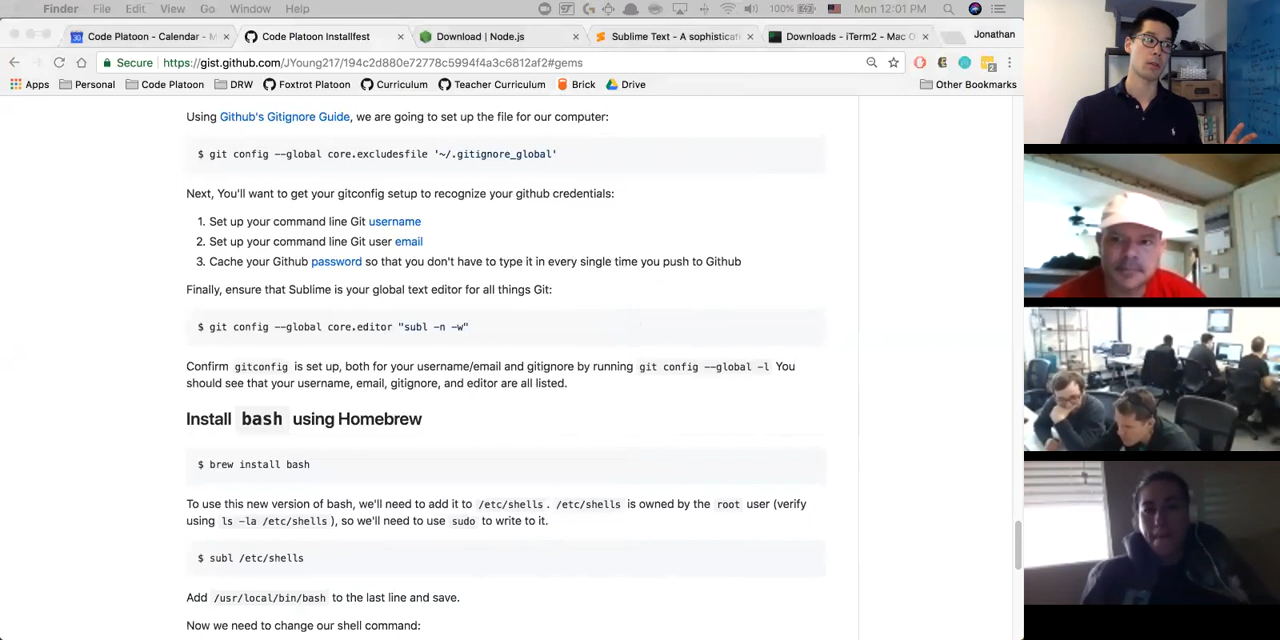 Finder File Edit View Go Window Help 100% Mon 12:01 PM
Code Platoon - Calendar - M × Code Platoon Installfest × Download | Node.js × Sublime Text - A sophisticat × Downloads - iTerm2 - Mac O × Jonathan
Secure https://gist.github.com/JYoung217/194c2d880e72778c5994f4a3c6812af2#gems
Apps Personal Code Platoon DRW Foxtrot Platoon Curriculum Teacher Curriculum Brick Drive Other Bookmarks
Using Github's Gitignore Guide, we are going to set up the file for our computer:
$ git config --global core.excludesfile '~/.gitignore_global'
Next, You'll want to get your gitconfig setup to recognize your github credentials:
1. Set up your command line Git username
2. Set up your command line Git user email
3. Cache your Github password so that you don't have to type it in every single time you push to Github
Finally, ensure that Sublime is your global text editor for all things Git:
$ git config --global core.editor "subl -n -w"
Confirm gitconfig is set up, both for your username/email and gitignore by running git config --global -l You
should see that your username, email, gitignore, and editor are all listed.
Install bash using Homebrew
$ brew install bash
To use this new version of bash, we'll need to add it to /etc/shells. /etc/shells is owned by the root user (verify
using ls -la /etc/shells), so we'll need to use sudo to write to it.
$ subl /etc/shells
Add /usr/local/bin/bash to the last line and save.
Now we need to change our shell command: